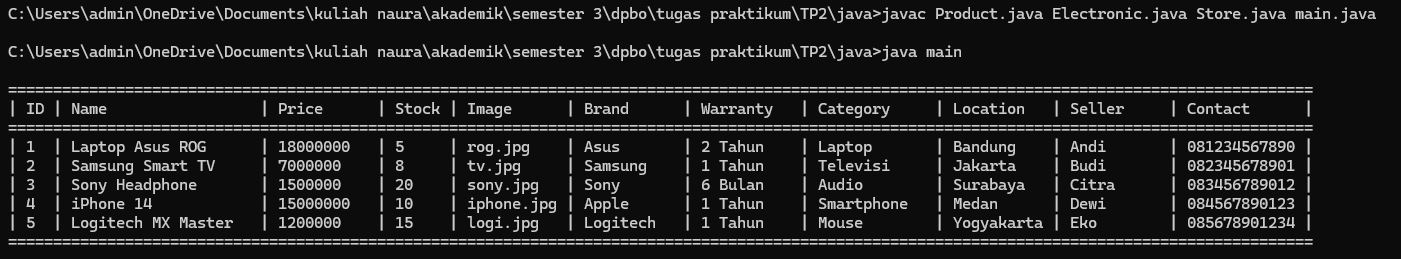 C:\Users\admin\OneDrive\Documents\kuliah naura\akademik\semester 3\dpbo\tugas praktikum\TP2\java>javac Product.java Electronic.java Store.java main.java
C:\Users\admin\OneDrive\Documents\kuliah naura\akademik\semester 3\dpbo\tugas praktikum\TP2\java>java main
=================================================================================================================================================
| ID | Name                 | Price      | Stock | Image      | Brand      | Warranty   | Category     | Location   | Seller     | Contact      |
=================================================================================================================================================
| 1  | Laptop Asus ROG      | 18000000   | 5     | rog.jpg    | Asus       | 2 Tahun    | Laptop       | Bandung    | Andi       | 081234567890 |
| 2  | Samsung Smart TV     | 7000000    | 8     | tv.jpg     | Samsung    | 1 Tahun    | Televisi     | Jakarta    | Budi       | 082345678901 |
| 3  | Sony Headphone       | 1500000    | 20    | sony.jpg   | Sony       | 6 Bulan    | Audio        | Surabaya   | Citra      | 083456789012 |
| 4  | iPhone 14            | 15000000   | 10    | iphone.jpg | Apple      | 1 Tahun    | Smartphone   | Medan      | Dewi       | 084567890123 |
| 5  | Logitech MX Master   | 1200000    | 15    | logi.jpg   | Logitech   | 1 Tahun    | Mouse        | Yogyakarta | Eko        | 085678901234 |
=================================================================================================================================================